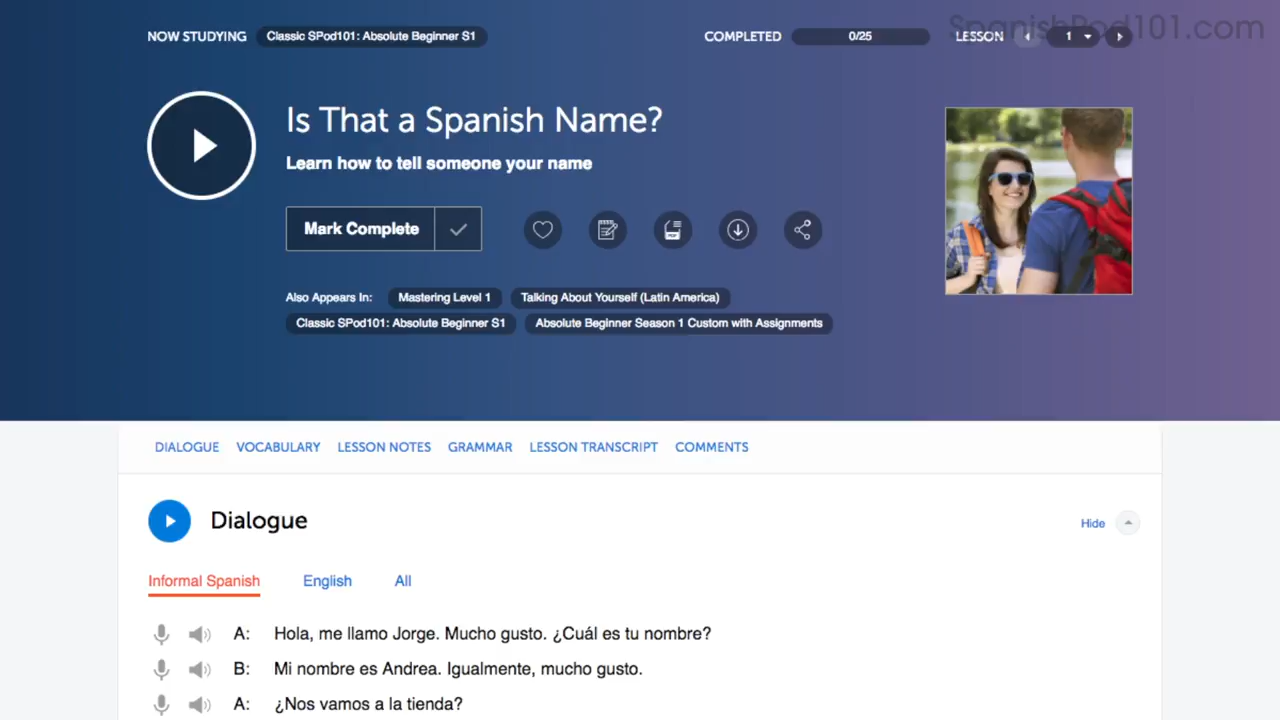 SpanishPod101.com
NOW STUDYING Classic SPod101: Absolute Beginner S1 COMPLETED 0/25 LESSON 1
Is That a Spanish Name?
Learn how to tell someone your name
Mark Complete
PDF
Also Appears In: Mastering Level 1 Talking About Yourself (Latin America)
Classic SPod101: Absolute Beginner S1 Absolute Beginner Season 1 Custom with Assignments
DIALOGUE VOCABULARY LESSON NOTES GRAMMAR LESSON TRANSCRIPT COMMENTS
Dialogue Hide
Informal Spanish English All
A: Hola, me llamo Jorge. Mucho gusto. ¿Cuál es tu nombre?
B: Mi nombre es Andrea. Igualmente, mucho gusto.
A: ¿Nos vamos a la tienda?